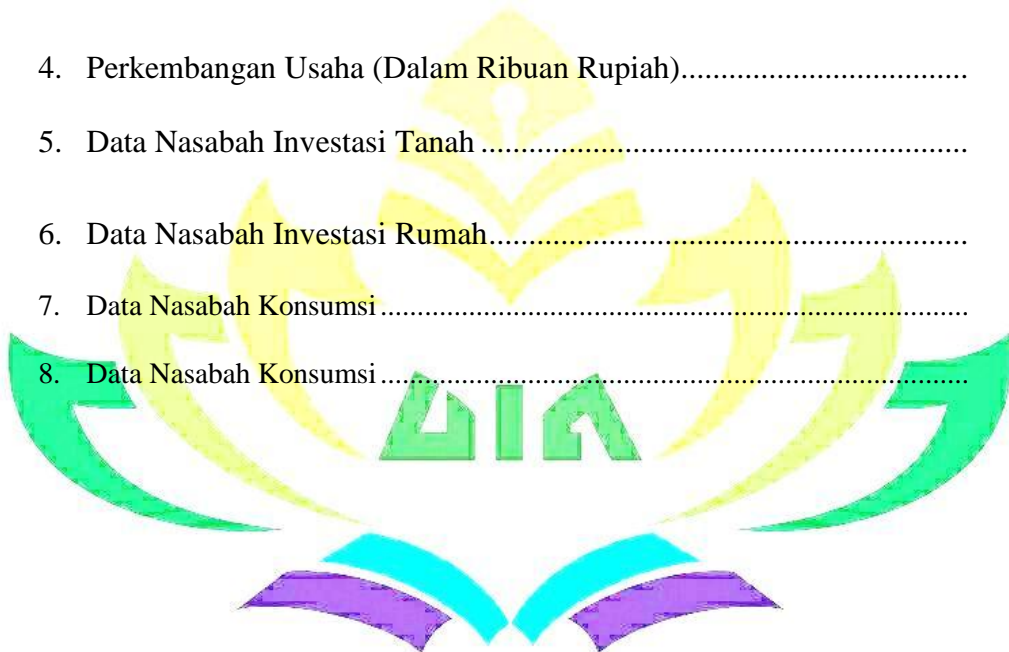 4. Perkembangan Usaha (Dalam Ribuan Rupiah)..................................
5. Data Nasabah Investasi Tanah .........................................................
6. Data Nasabah Investasi Rumah........................................................
7. Data Nasabah Konsumsi................................................................................
8. Data Nasabah Konsumsi................................................................................